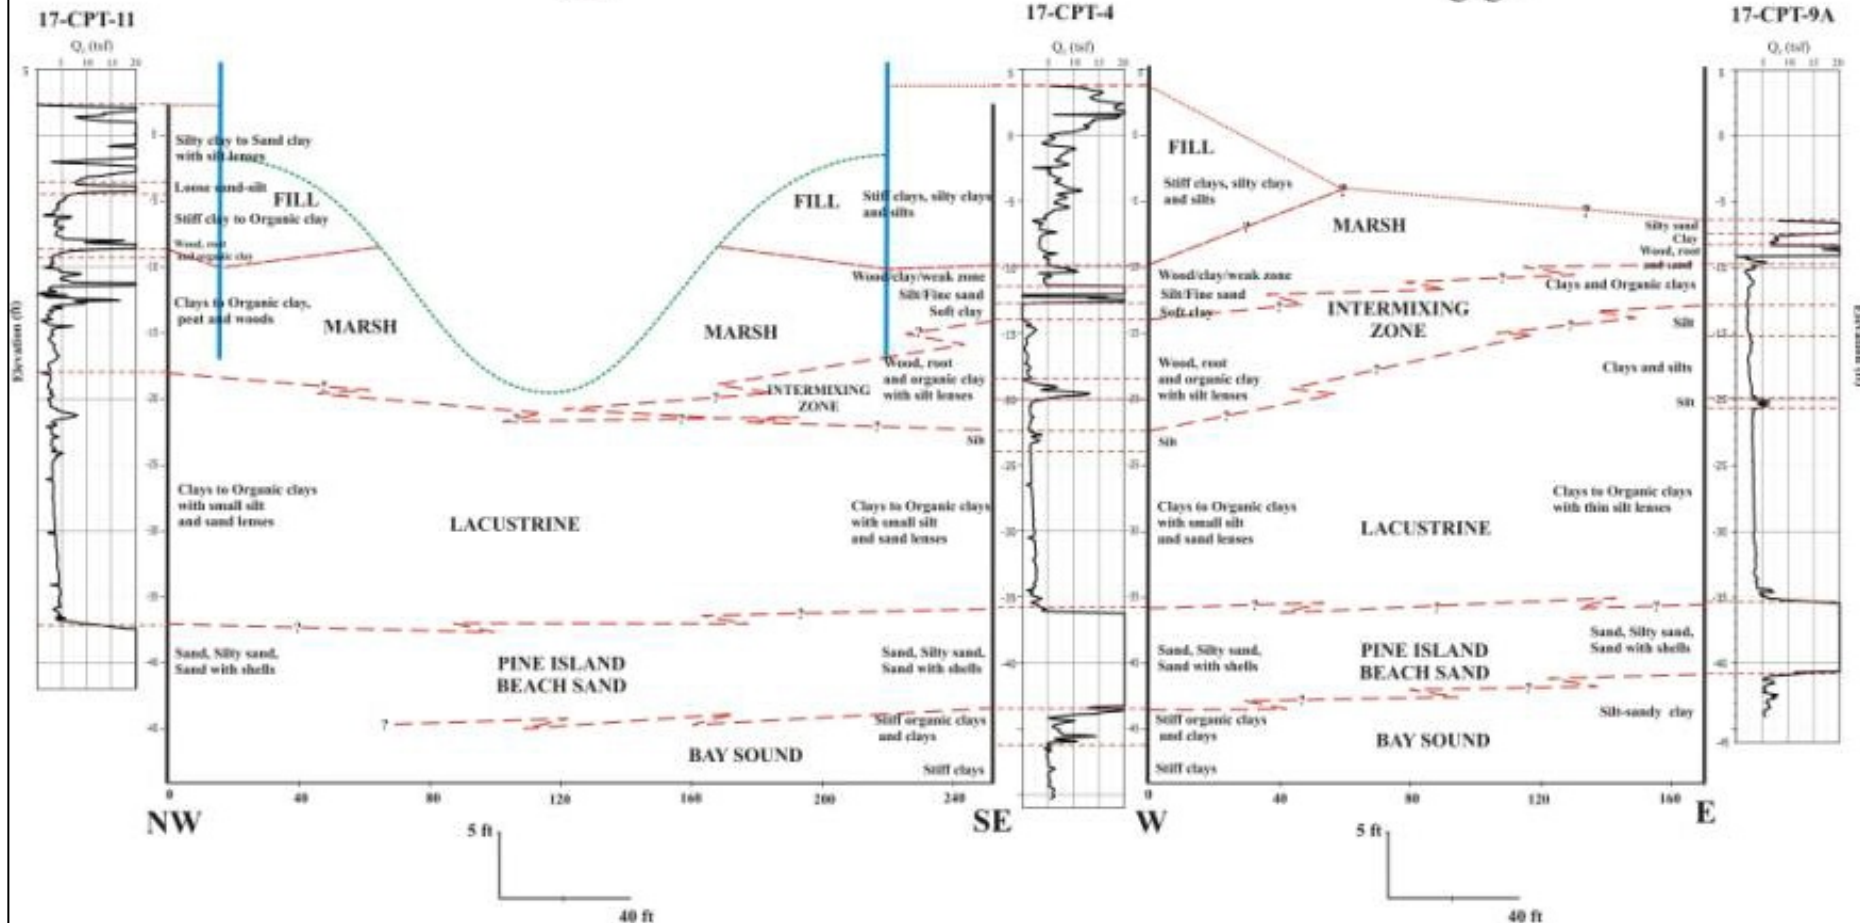 17-CPT-11
17-CPT-4
17-CPT-9A
Silty clay to Sand clay
with silt lenses
Loose sand-silt
FILL
Stiff clay to Organic clay
Wood, root
and organic clay
Clays to Organic clay,
peat and woods
MARSH
Elevation (ft)
Clays to Organic clays
with small silt
and sand lenses
LACUSTRINE
Sand, Silty sand,
Sand with shells
PINE ISLAND
BEACH SAND
BAY SOUND
FILL
Stiff clays, silty clays
and silts
Wood/clay/weak zone
Silt/Fine sand
Soft clay
MARSH
Wood, root
and organic clay
with silt lenses
INTERMIXING
ZONE
Silt
Clays to Organic clays
with small silt
and sand lenses
Sand, Silty sand,
Sand with shells
Stiff organic clays
and clays
Stiff clays
0 40 80 120 160 200 240
NW
SE
5 ft
40 ft
FILL
Stiff clays, silty clays
and silts
MARSH
Wood/clay/weak zone
Silt/Fine sand
Soft clay
INTERMIXING
ZONE
Wood, root
and organic clay
with silt lenses
Silt
Silty sand
Clay
Wood, root
and sand
Clays and Organic clays
Silt
Clays and silts
Silt
Clays to Organic clays
with small silt
and sand lenses
LACUSTRINE
Clays to Organic clays
with thin silt lenses
Sand, Silty sand,
Sand with shells
PINE ISLAND
BEACH SAND
Sand, Silty sand,
Sand with shells
Stiff organic clays
and clays
BAY SOUND
Silt-sandy clay
Stiff clays
0 40 80 120 160
W
E
5 ft
40 ft